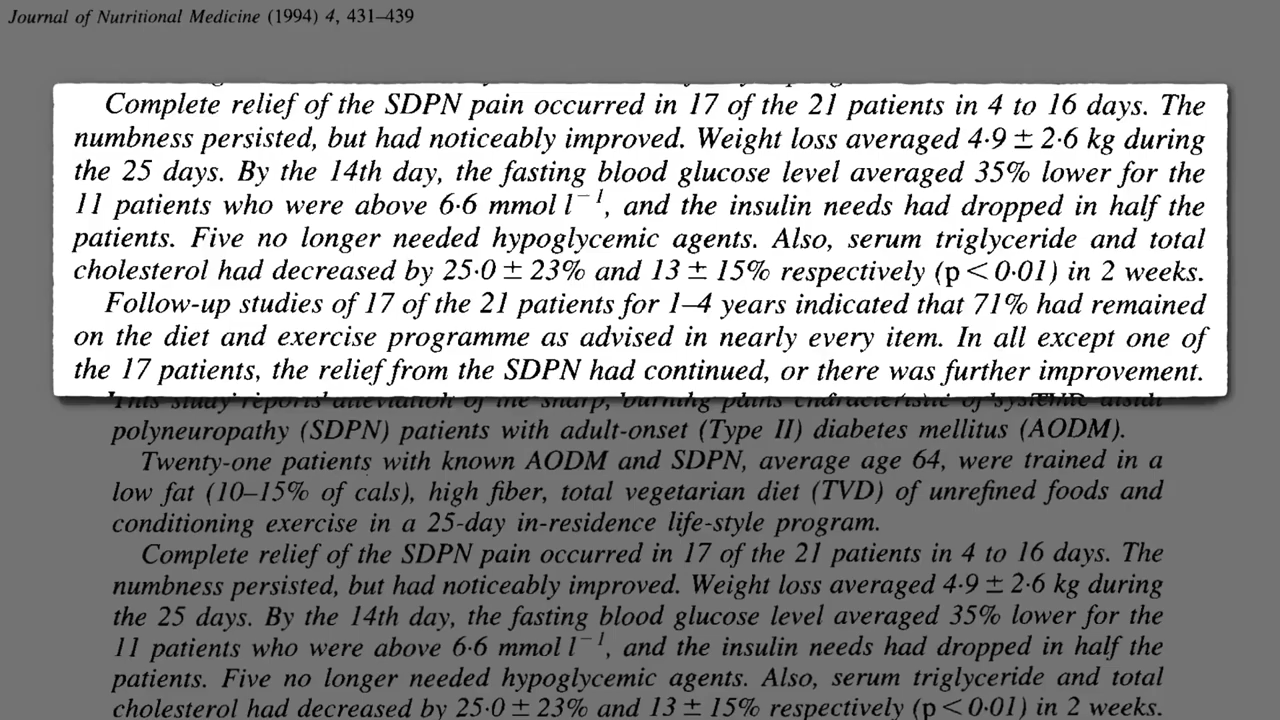 Journal of Nutritional Medicine (1994) 4, 431–439
Complete relief of the SDPN pain occurred in 17 of the 21 patients in 4 to 16 days. The
numbness persisted, but had noticeably improved. Weight loss averaged 4·9 ± 2·6 kg during
the 25 days. By the 14th day, the fasting blood glucose level averaged 35% lower for the
11 patients who were above 6·6 mmol l⁻¹, and the insulin needs had dropped in half the
patients. Five no longer needed hypoglycemic agents. Also, serum triglyceride and total
cholesterol had decreased by 25·0 ± 23% and 13 ± 15% respectively (p < 0·01) in 2 weeks.
Follow-up studies of 17 of the 21 patients for 1–4 years indicated that 71% had remained
on the diet and exercise programme as advised in nearly every item. In all except one of
the 17 patients, the relief from the SDPN had continued, or there was further improvement.
polyneuropathy (SDPN) patients with adult-onset (Type II) diabetes mellitus (AODM).
Twenty-one patients with known AODM and SDPN, average age 64, were trained in a
low fat (10–15% of cals), high fiber, total vegetarian diet (TVD) of unrefined foods and
conditioning exercise in a 25-day in-residence life-style program.
Complete relief of the SDPN pain occurred in 17 of the 21 patients in 4 to 16 days. The
numbness persisted, but had noticeably improved. Weight loss averaged 4·9 ± 2·6 kg during
the 25 days. By the 14th day, the fasting blood glucose level averaged 35% lower for the
11 patients who were above 6·6 mmol l⁻¹, and the insulin needs had dropped in half the
patients. Five no longer needed hypoglycemic agents. Also, serum triglyceride and total
cholesterol had decreased by 25·0 ± 23% and 13 ± 15% respectively (p < 0·01) in 2 weeks.